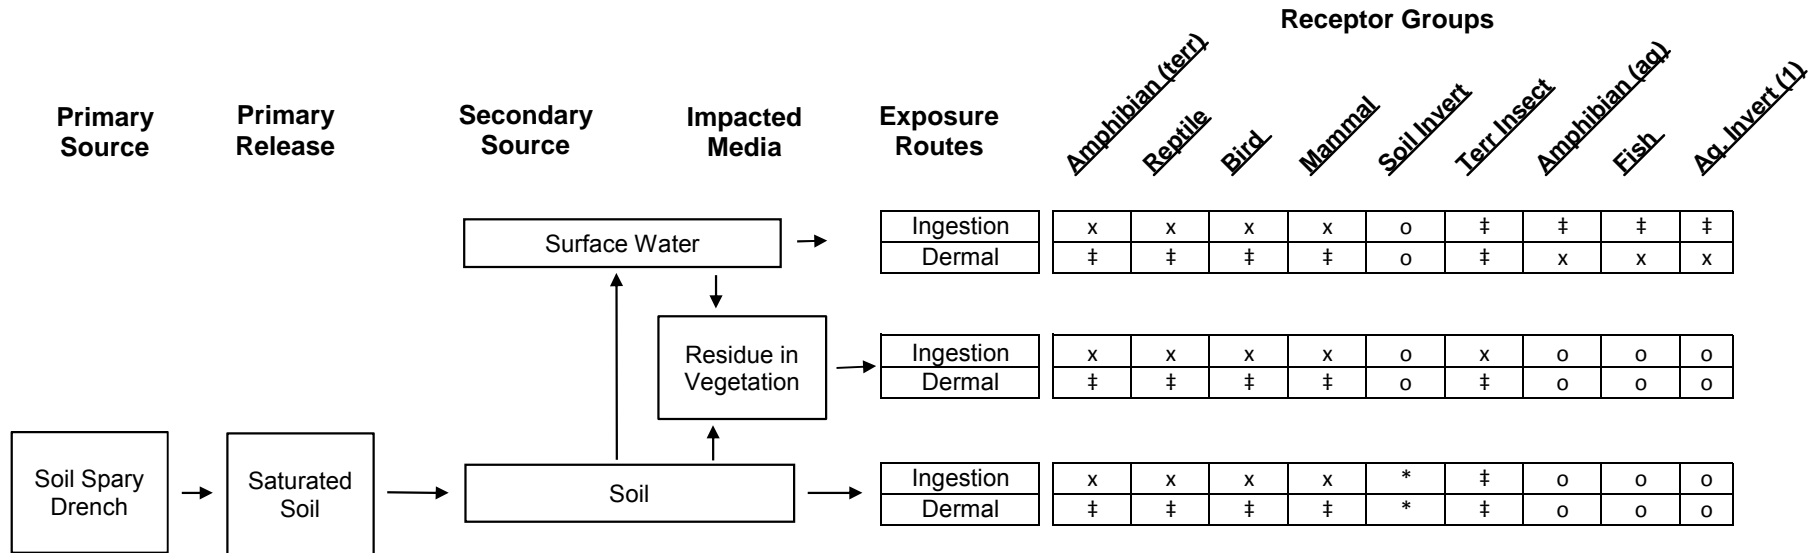 Receptor Groups
Primary
Source
Primary
Release
Secondary
Source
Impacted
Media
Exposure
Routes
Amphibian (terr)
Reptile
Bird
Mammal
Soil Invert
Terr Insect
Amphibian (aq)
Fish
Aq. Invert (1)
Surface Water
Ingestion x x x x o ‡ ‡ ‡ ‡
Dermal ‡ ‡ ‡ ‡ o ‡ x x x
Residue in
Vegetation
Ingestion x x x x o x o o o
Dermal ‡ ‡ ‡ ‡ o ‡ o o o
Soil Spary
Drench
Saturated
Soil
Soil
Ingestion x x x x * ‡ o o o
Dermal ‡ ‡ ‡ ‡ * ‡ o o o